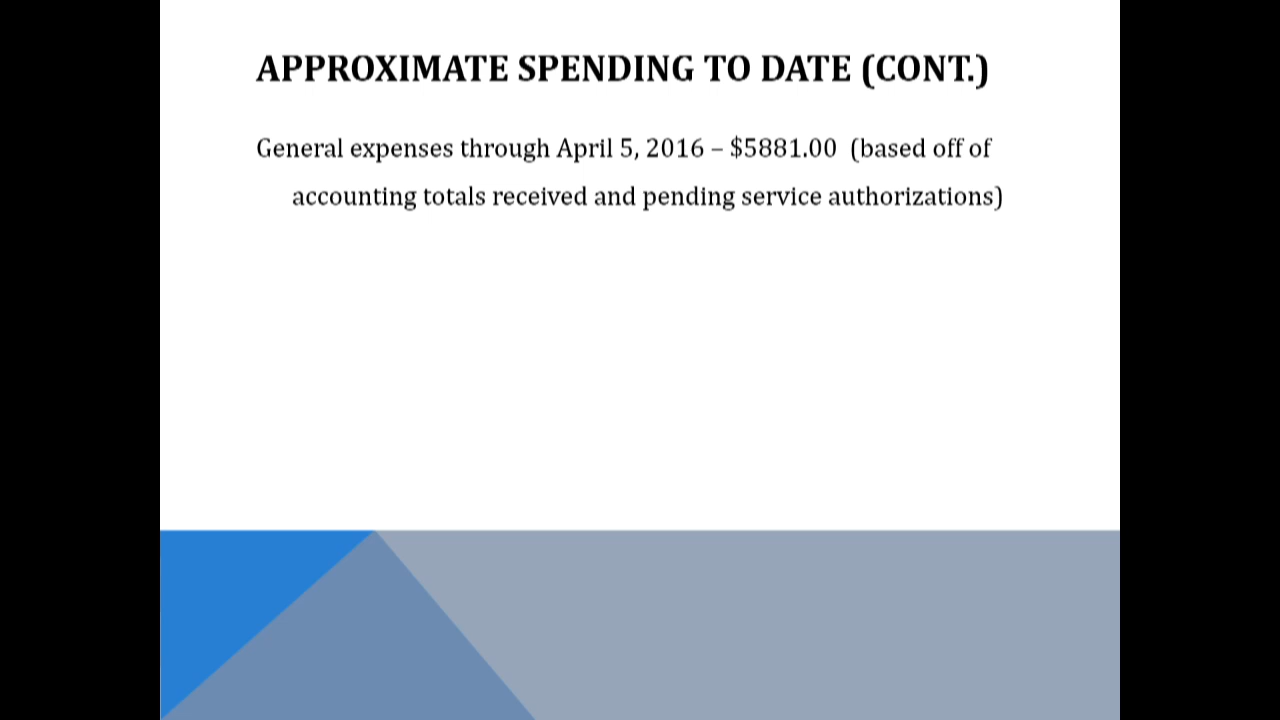 APPROXIMATE SPENDING TO DATE (CONT.)
General expenses through April 5, 2016 – $5881.00  (based off of
accounting totals received and pending service authorizations)